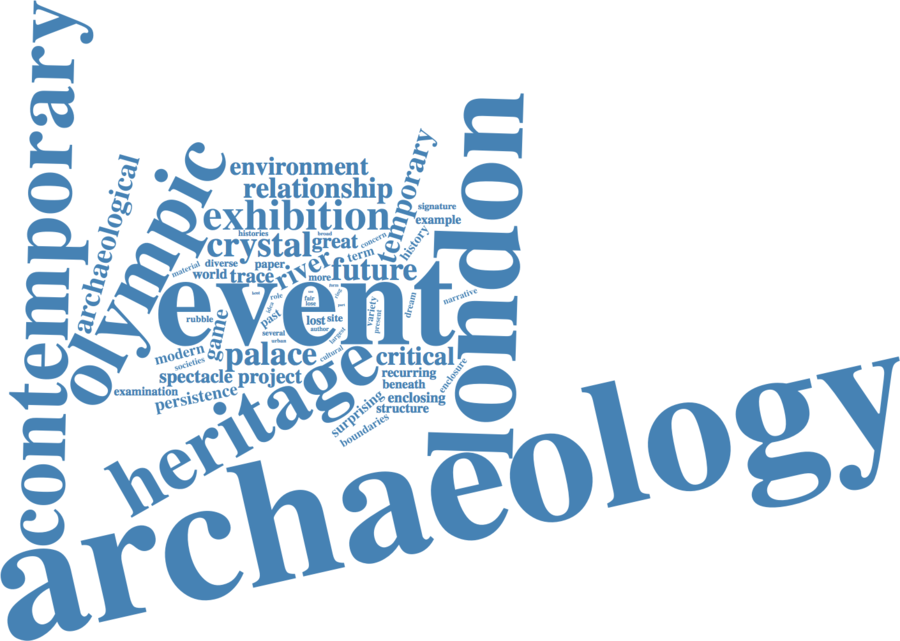 contemporary
archaeological
olympic
environment
relationship
exhibition
temporary
signature
example
london
histories
broad
crystal
great
concern
history
material
diverse
paper
river
term
world
trace
more
future
event
rubble
past
idea
role
fair
lose
lost
site
author
several
urban
largest
variety
present
dream
narrative
game
modern
societies
palace
cultural
critical
spectacle
project
recurring
enclosure
examination
persistence
beneath
enclosing
structure
surprising
boundaries
heritage
archaeology